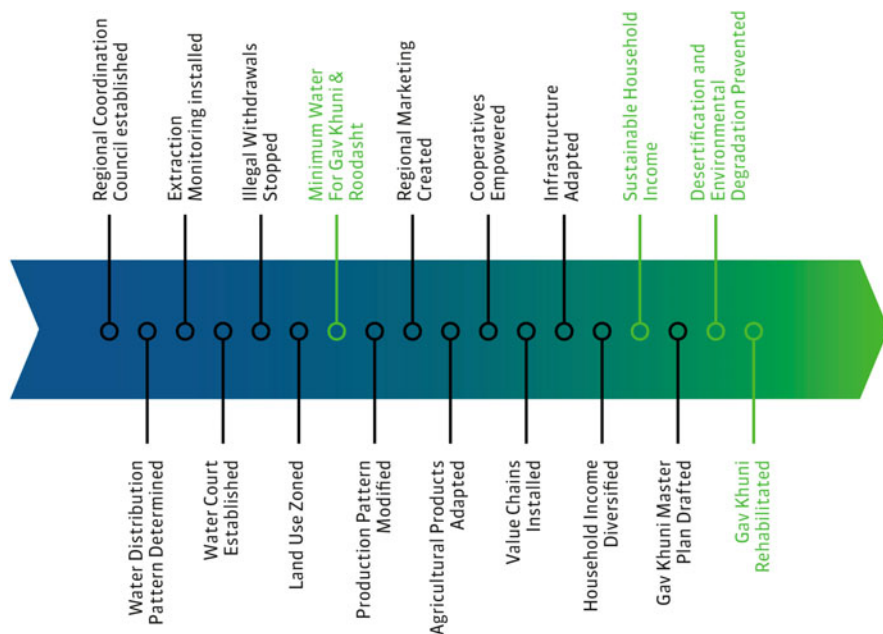 Regional Coordination
Council established
Water Distribution
Pattern Determined
Extraction
Monitoring installed
Water Court
Established
Illegal Withdrawals
Stopped
Land Use Zoned
Minimum Water
For Gav Khuni &
Roodasht
Production Pattern
Modified
Regional Marketing
Created
Agricultural Products
Adapted
Cooperatives
Empowered
Value Chains
Installed
Infrastructure
Adapted
Household Income
Diversified
Sustainable Household
Income
Gav Khuni Master
Plan Drafted
Desertification and
Environmental
Degradation Prevented
Gav Khuni
Rehabilitated